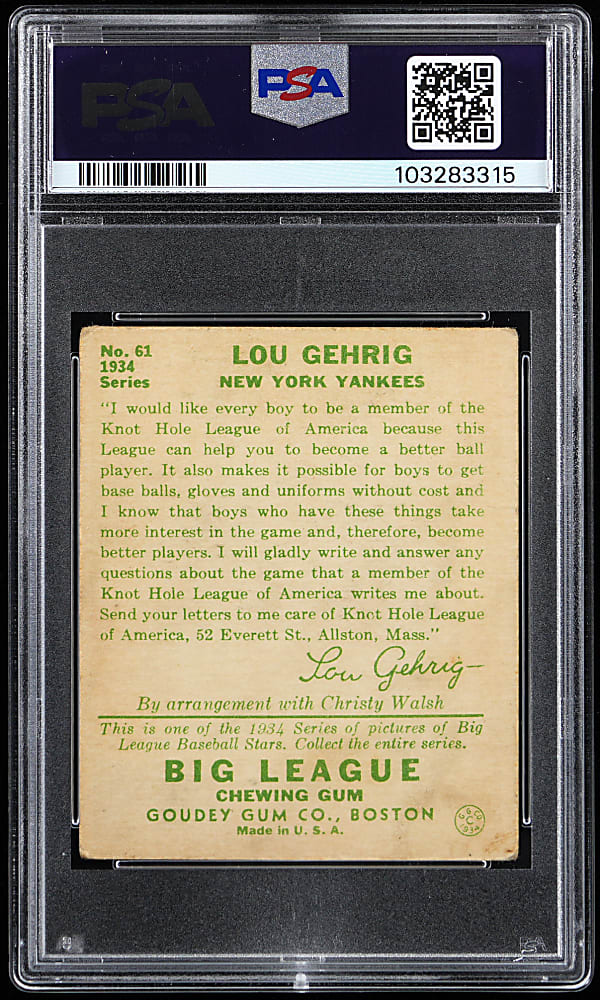 PSA
PSA
103283315
No. 61
1934
Series
LOU GEHRIG
NEW YORK YANKEES
"I would like every boy to be a member of the
Knot Hole League of America because this
League can help you to become a better ball
player. It also makes it possible for boys to get
base balls, gloves and uniforms without cost and
I know that boys who have these things take
more interest in the game and, therefore, become
better players. I will gladly write and answer any
questions about the game that a member of the
Knot Hole League of America writes me about.
Send your letters to me care of Knot Hole League
of America, 52 Everett St., Allston, Mass."
Lou Gehrig
By arrangement with Christy Walsh
This is one of the 1934 Series of pictures of Big
League Baseball Stars. Collect the entire series.
BIG LEAGUE
CHEWING GUM
GOUDEY GUM CO., BOSTON
Made in U. S. A.
G. G. Co.
C
1934
PSA